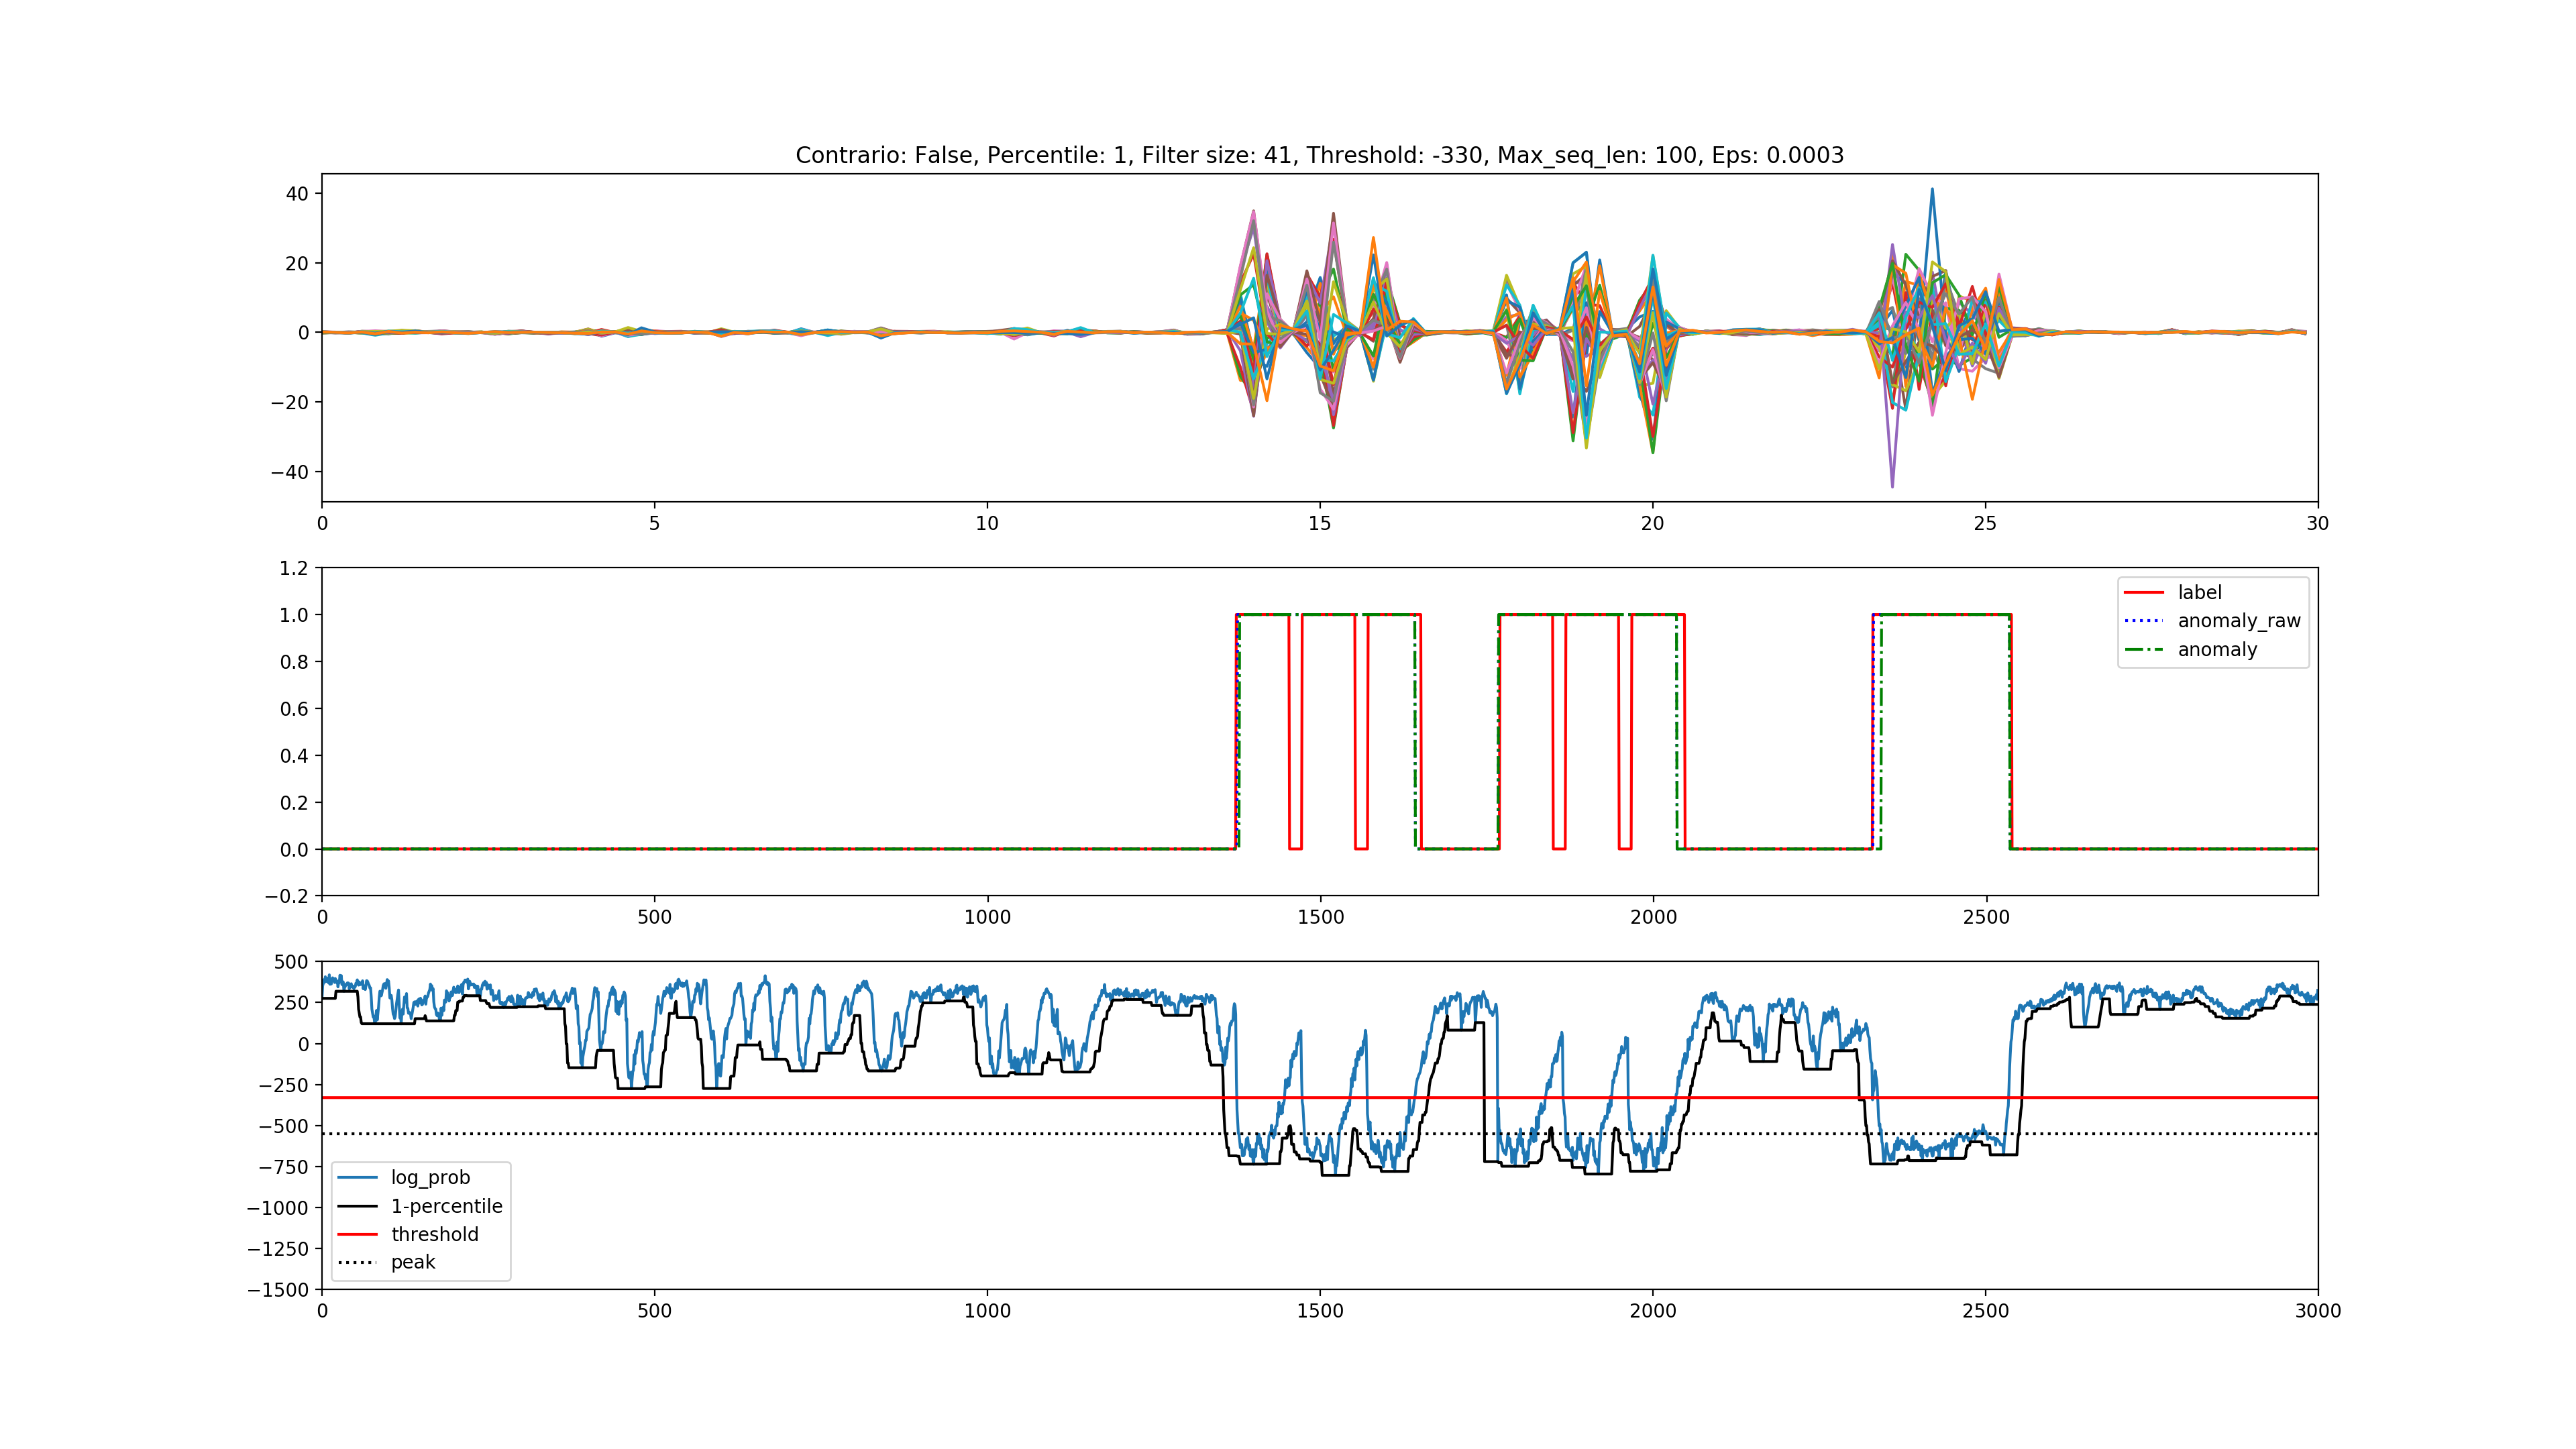 Contrario: False, Percentile: 1, Filter size: 41, Threshold: -330, Max_seq_len: 100, Eps: 0.0003
40
20
0
−20
−40
0 5 10 15 20 25 30
1.2
1.0
0.8
0.6
0.4
0.2
0.0
−0.2
label
anomaly_raw
anomaly
0 500 1000 1500 2000 2500
500
250
0
−250
−500
−750
−1000
−1250
−1500
log_prob
1-percentile
threshold
peak
0 500 1000 1500 2000 2500 3000